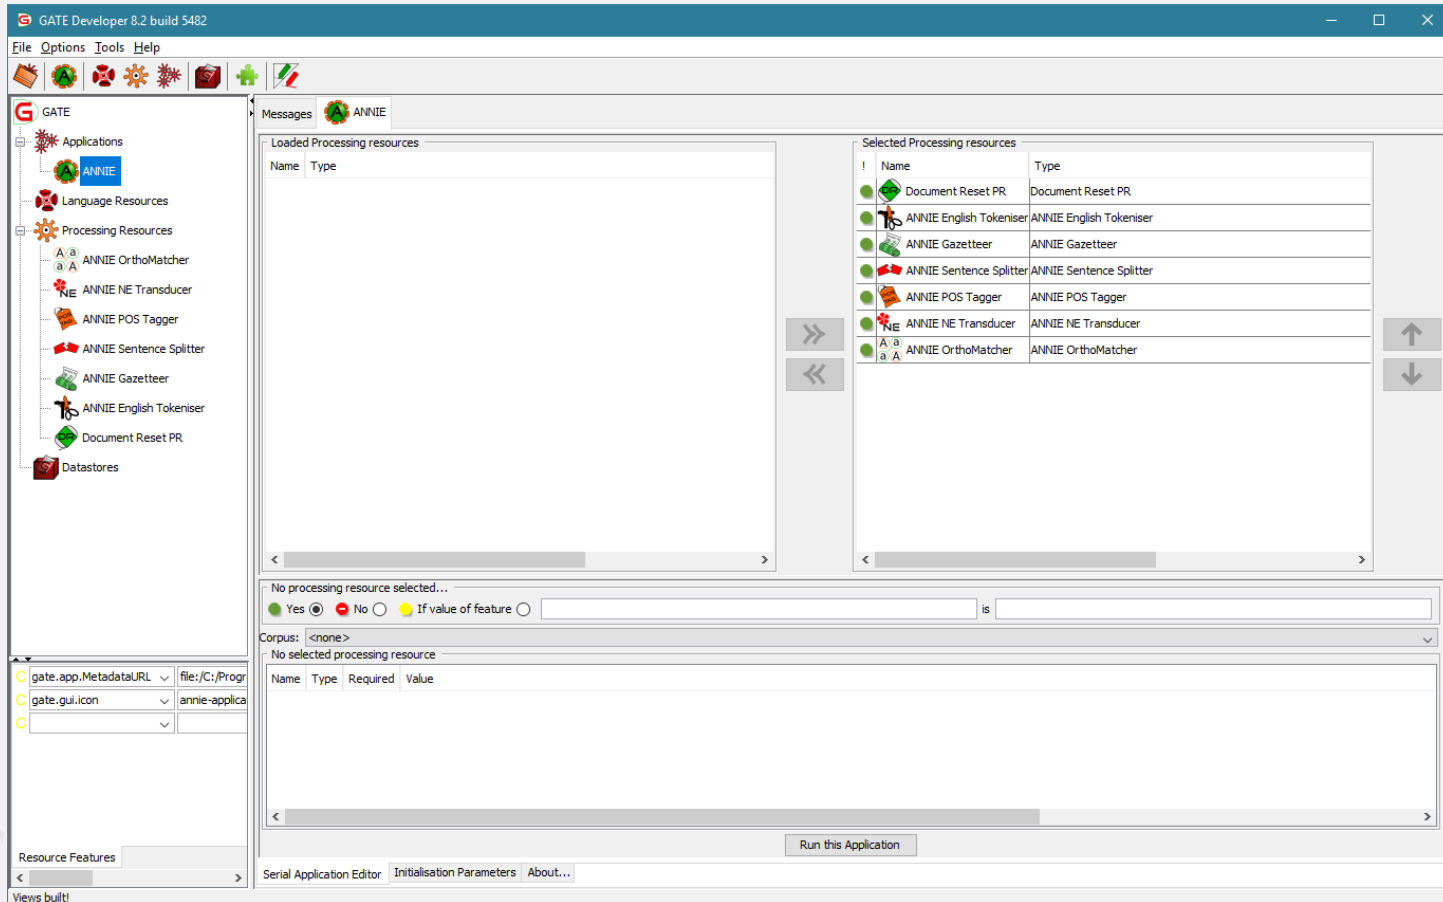 GATE Developer 8.2 build 5482
File Options Tools Help
GATE
Applications
ANNIE
Language Resources
Processing Resources
ANNIE OrthoMatcher
ANNIE NE Transducer
ANNIE POS Tagger
ANNIE Sentence Splitter
ANNIE Gazetteer
ANNIE English Tokeniser
Document Reset PR
Datastores
gate.app.MetadataURL file:/C:/Progr
gate.gui.icon annie-applica
Resource Features
Messages ANNIE
Loaded Processing resources
Name Type
Selected Processing resources
! Name Type
Document Reset PR Document Reset PR
ANNIE English Tokeniser ANNIE English Tokeniser
ANNIE Gazetteer ANNIE Gazetteer
ANNIE Sentence Splitter ANNIE Sentence Splitter
ANNIE POS Tagger ANNIE POS Tagger
ANNIE NE Transducer ANNIE NE Transducer
ANNIE OrthoMatcher ANNIE OrthoMatcher
No processing resource selected...
Yes No If value of feature is
Corpus: <none>
No selected processing resource
Name Type Required Value
Run this Application
Serial Application Editor Initialisation Parameters About...
Views built!